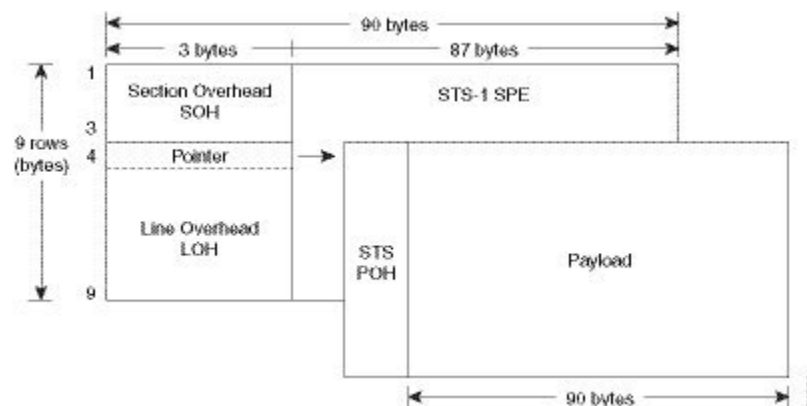 90 bytes
3 bytes
87 bytes
1
Section Overhead
SOH
STS-1 SPE
3
9 rows
(bytes)
4
Pointer
Line Overhead
LOH
STS
POH
Payload
9
90 bytes